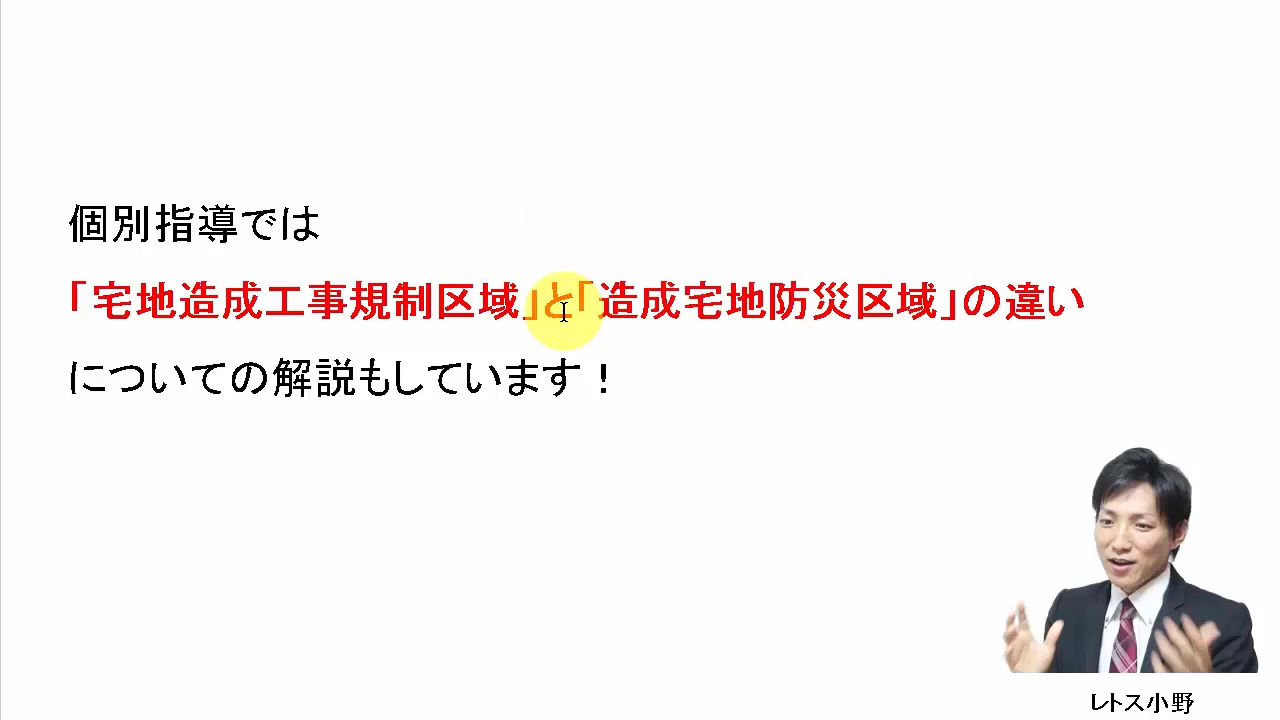 個別指導では
「宅地造成工事規制区域」と「造成宅地防災区域」の違い
についての解説もしています！
レトス小野